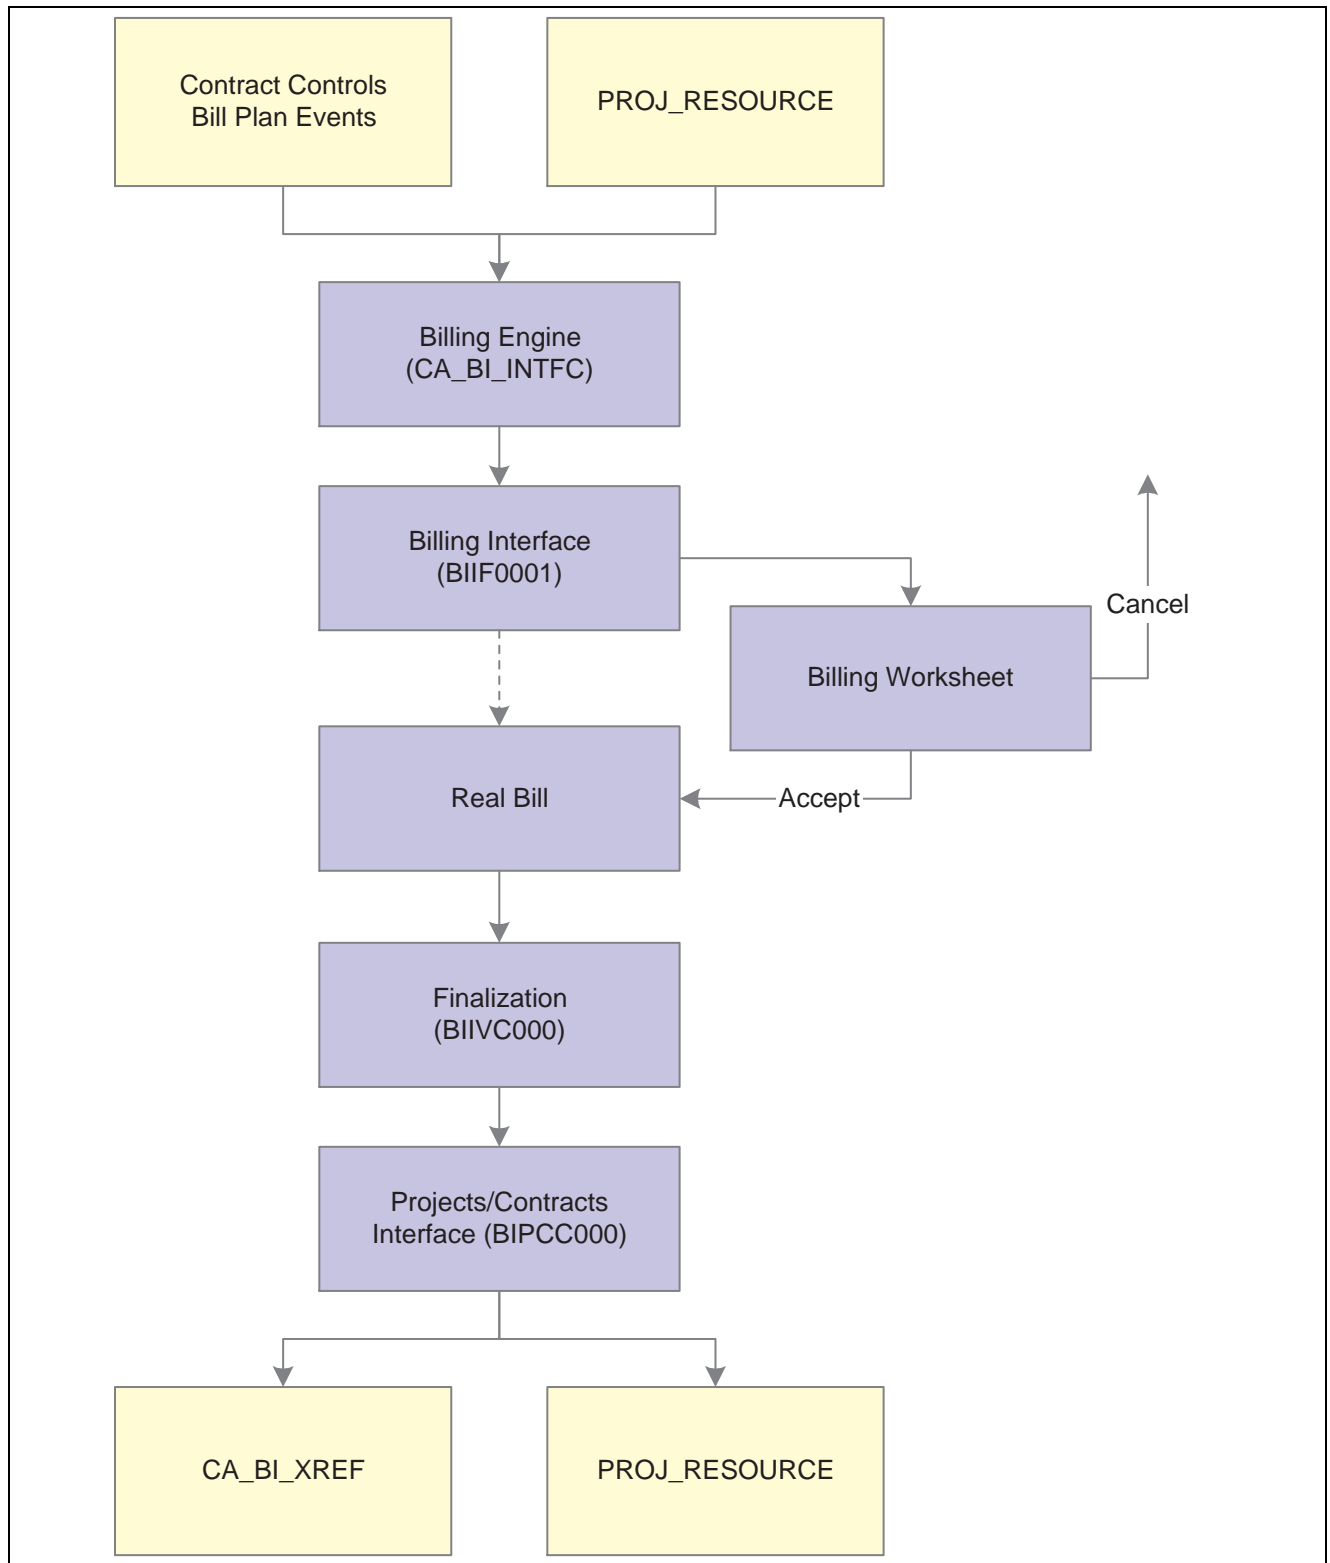 Contract Controls
Bill Plan Events
PROJ_RESOURCE
Billing Engine
(CA_BI_INTFC)
Billing Interface
(BIIF0001)
Cancel
Billing Worksheet
Real Bill
Accept
Finalization
(BIIVC000)
Projects/Contracts
Interface (BIPCC000)
CA_BI_XREF
PROJ_RESOURCE